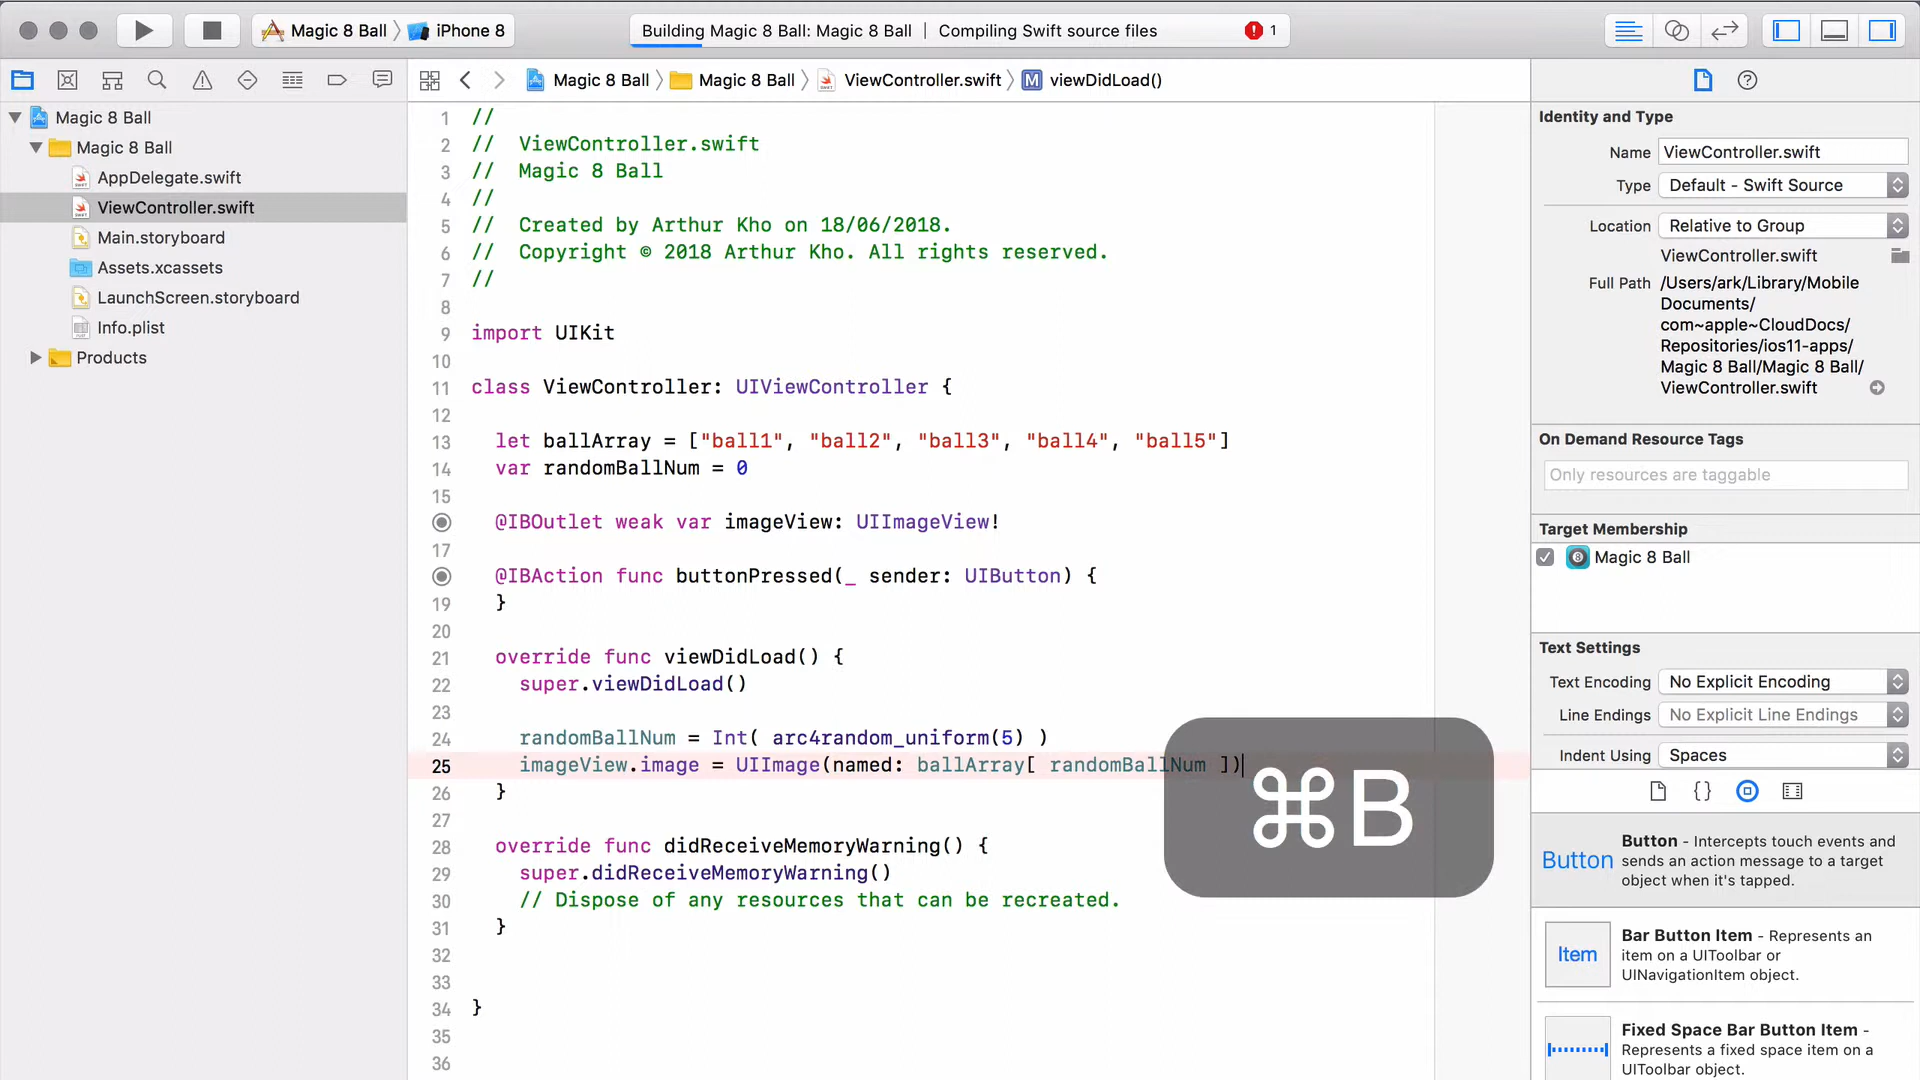 Magic 8 Ball
iPhone 8
Building Magic 8 Ball: Magic 8 Ball | Compiling Swift source files
1
Magic 8 Ball
Magic 8 Ball
ViewController.swift
M viewDidLoad()
Magic 8 Ball
Magic 8 Ball
AppDelegate.swift
ViewController.swift
Main.storyboard
Assets.xcassets
LaunchScreen.storyboard
Info.plist
Products
1 //
2 //  ViewController.swift
3 //  Magic 8 Ball
4 //
5 //  Created by Arthur Kho on 18/06/2018.
6 //  Copyright © 2018 Arthur Kho. All rights reserved.
7 //
8
9 import UIKit
10
11 class ViewController: UIViewController {
12
13   let ballArray = ["ball1", "ball2", "ball3", "ball4", "ball5"]
14   var randomBallNum = 0
15
@IBOutlet weak var imageView: UIImageView!
17
@IBAction func buttonPressed(_ sender: UIButton) {
19   }
20
21   override func viewDidLoad() {
22     super.viewDidLoad()
23
24     randomBallNum = Int( arc4random_uniform(5) )
25     imageView.image = UIImage(named: ballArray[ randomBallNum ])
26   }
27
28   override func didReceiveMemoryWarning() {
29     super.didReceiveMemoryWarning()
30     // Dispose of any resources that can be recreated.
31   }
32
33
34 }
35
36
⌘B
Identity and Type
Name ViewController.swift
Type Default - Swift Source
Location Relative to Group
ViewController.swift
Full Path /Users/ark/Library/Mobile
Documents/
com~apple~CloudDocs/
Repositories/ios11-apps/
Magic 8 Ball/Magic 8 Ball/
ViewController.swift
On Demand Resource Tags
Only resources are taggable
Target Membership
Magic 8 Ball
Text Settings
Text Encoding No Explicit Encoding
Line Endings No Explicit Line Endings
Indent Using Spaces
{}
Button
Button - Intercepts touch events and
sends an action message to a target
object when it's tapped.
Item
Bar Button Item - Represents an
item on a UIToolbar or
UINavigationItem object.
Fixed Space Bar Button Item -
Represents a fixed space item on a
UIToolbar object.